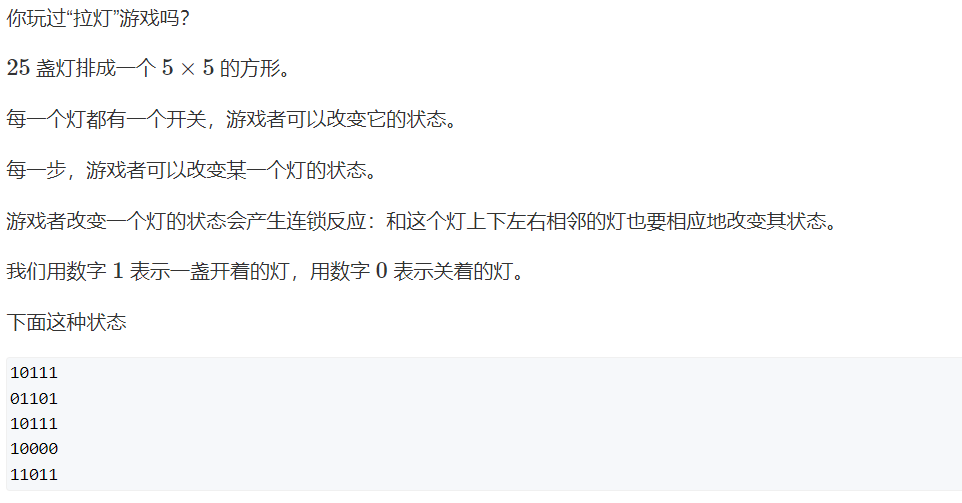 你玩过“拉灯”游戏吗？
25 盏灯排成一个 5 × 5 的方形。
每一个灯都有一个开关，游戏者可以改变它的状态。
每一步，游戏者可以改变某一个灯的状态。
游戏者改变一个灯的状态会产生连锁反应：和这个灯上下左右相邻的灯也要相应地改变其状态。
我们用数字 1 表示一盏开着的灯，用数字 0 表示关着的灯。
下面这种状态
10111
01101
10111
10000
11011